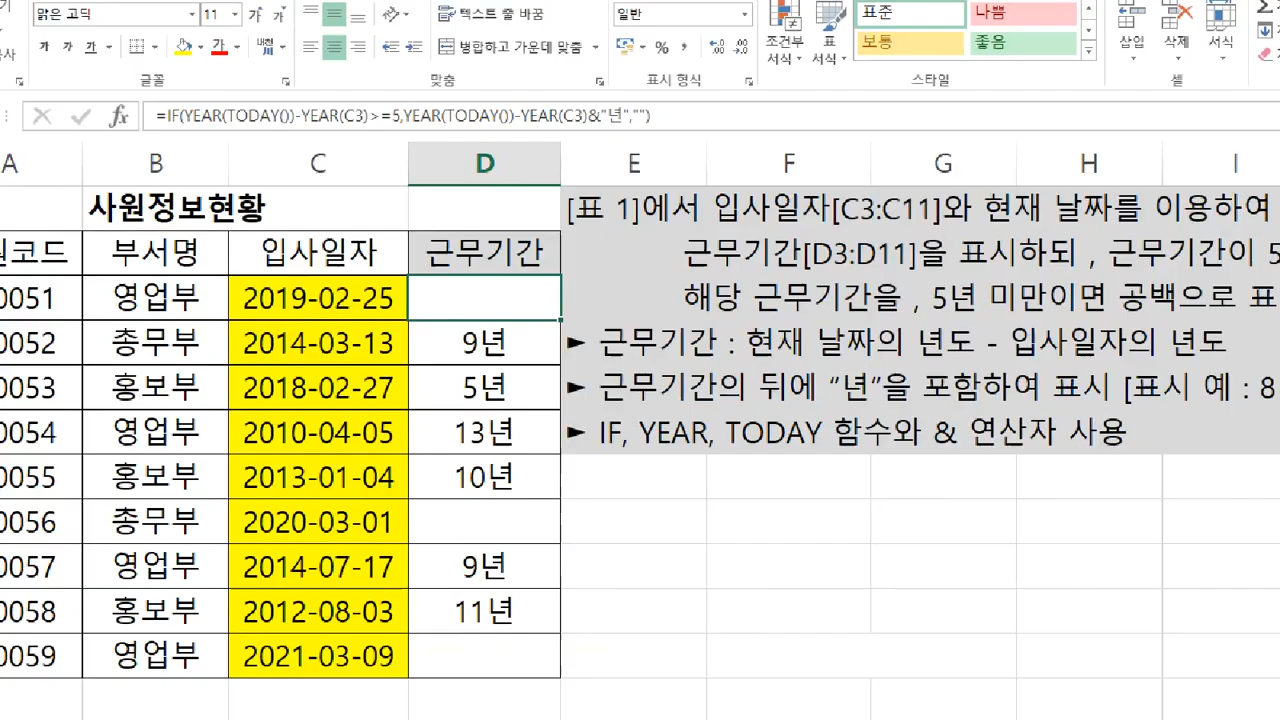 맑은 고딕 11 가 가 텍스트 줄 바꿈 일반 표준 나쁨
가 가 가 가 병합하고 가운데 맞춤 % 조건부 서식 표 서식 보통 좋음 삽입 삭제 서식
글꼴 맞춤 표시 형식 스타일 셀
fx =IF(YEAR(TODAY())-YEAR(C3)>=5,YEAR(TODAY())-YEAR(C3)&"년","")
A B C D E F G H I
사원정보현황 [표 1]에서 입사일자[C3:C11]와 현재 날짜를 이용하여
원코드 부서명 입사일자 근무기간 근무기간[D3:D11]을 표시하되 , 근무기간이 5
0051 영업부 2019-02-25 해당 근무기간을 , 5년 미만이면 공백으로 표
0052 총무부 2014-03-13 9년 ► 근무기간 : 현재 날짜의 년도 - 입사일자의 년도
0053 홍보부 2018-02-27 5년 ► 근무기간의 뒤에 “년”을 포함하여 표시 [표시 예 : 8
0054 영업부 2010-04-05 13년 ► IF, YEAR, TODAY 함수와 & 연산자 사용
0055 홍보부 2013-01-04 10년
0056 총무부 2020-03-01
0057 영업부 2014-07-17 9년
0058 홍보부 2012-08-03 11년
0059 영업부 2021-03-09